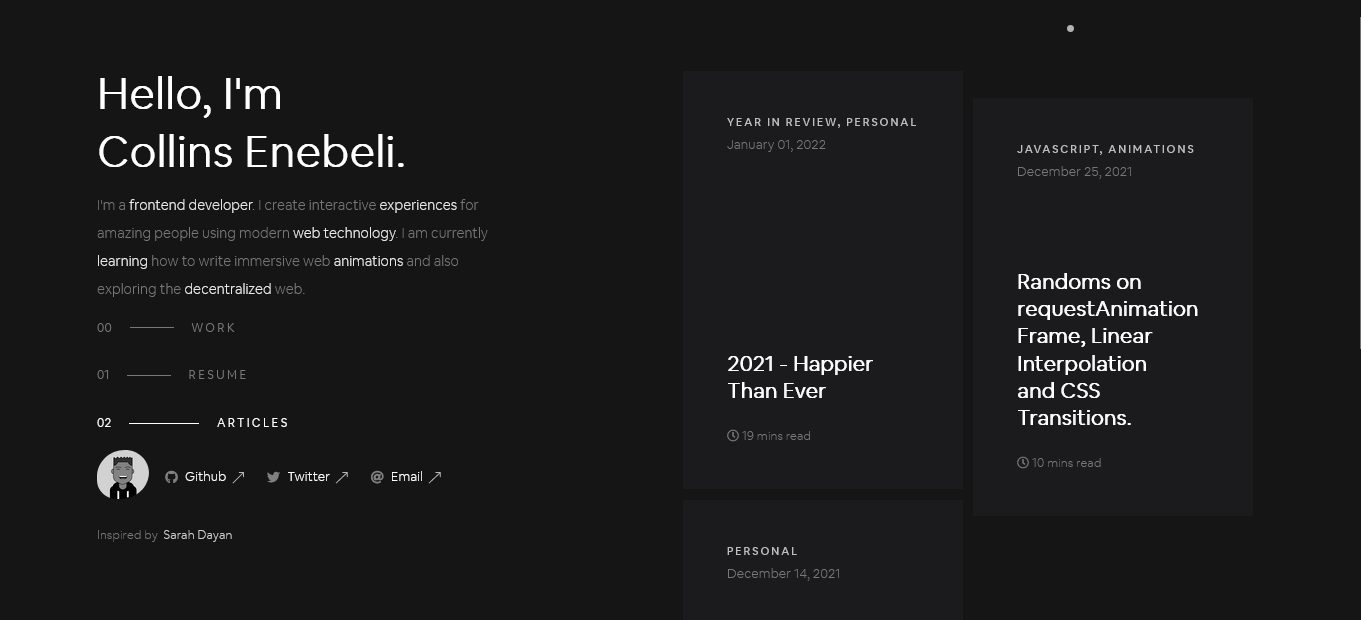 Hello, I'm
Collins Enebeli.
I'm a frontend developer. I create interactive experiences for
amazing people using modern web technology. I am currently
learning how to write immersive web animations and also
exploring the decentralized web.
00 WORK
01 RESUME
02 ARTICLES
Github Twitter Email
Inspired by Sarah Dayan
YEAR IN REVIEW, PERSONAL
January 01, 2022
2021 - Happier
Than Ever
19 mins read
PERSONAL
December 14, 2021
JAVASCRIPT, ANIMATIONS
December 25, 2021
Randoms on
requestAnimation
Frame, Linear
Interpolation
and CSS
Transitions.
10 mins read